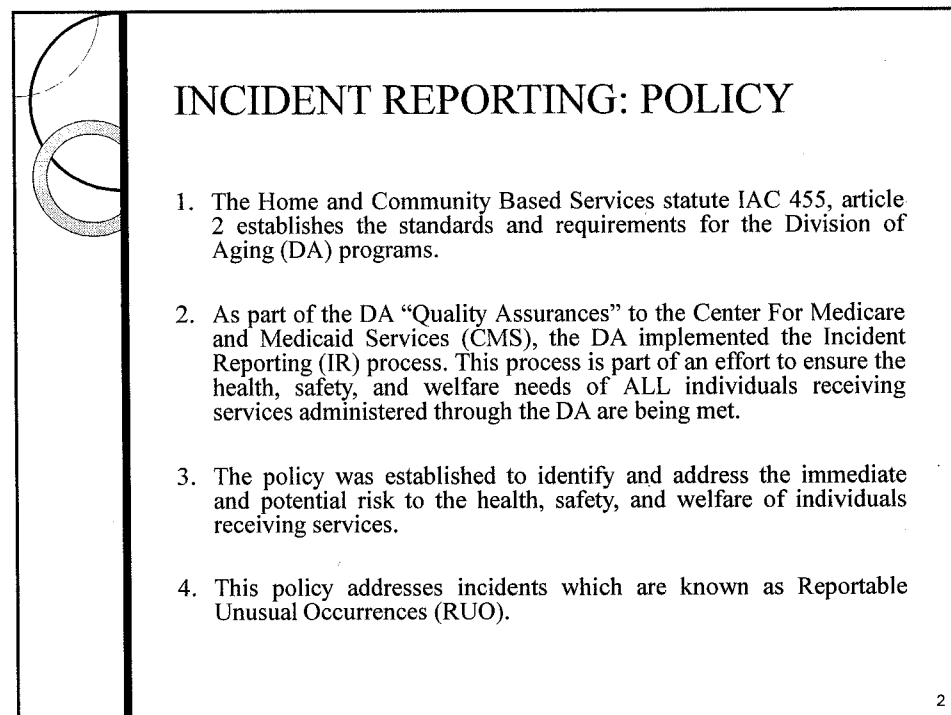 INCIDENT REPORTING: POLICY
1. The Home and Community Based Services statute IAC 455, article
2 establishes the standards and requirements for the Division of
Aging (DA) programs.
2. As part of the DA “Quality Assurances” to the Center For Medicare
and Medicaid Services (CMS), the DA implemented the Incident
Reporting (IR) process. This process is part of an effort to ensure the
health, safety, and welfare needs of ALL individuals receiving
services administered through the DA are being met.
3. The policy was established to identify and address the immediate
and potential risk to the health, safety, and welfare of individuals
receiving services.
4. This policy addresses incidents which are known as Reportable
Unusual Occurrences (RUO).
2